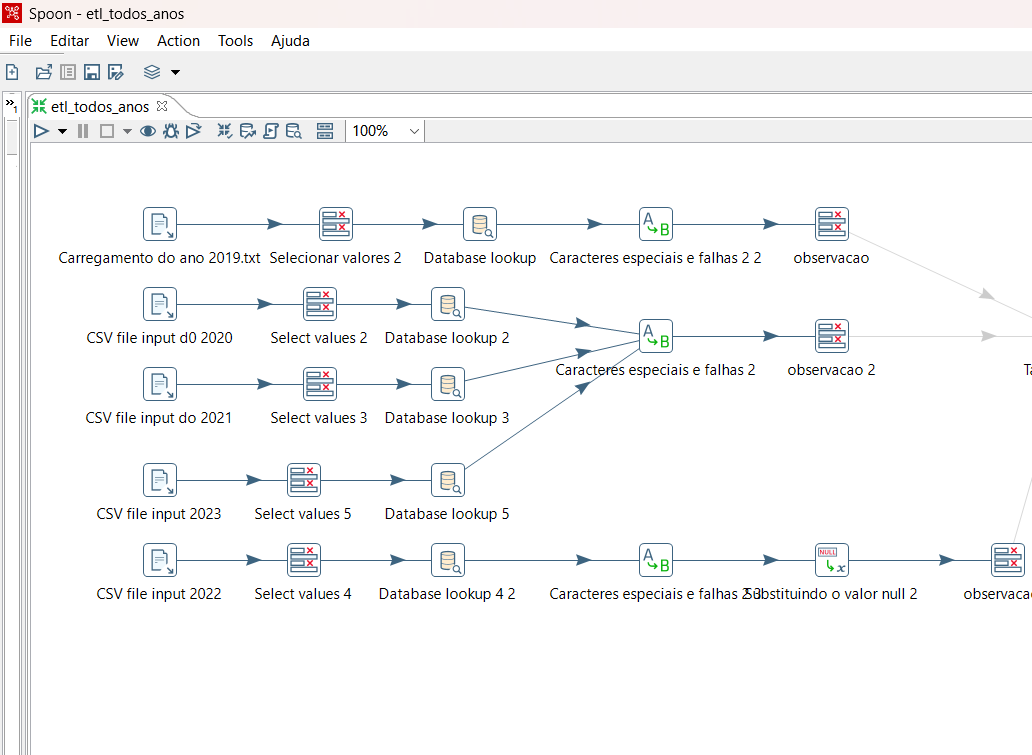 Spoon - etl_todos_anos
File Editar View Action Tools Ajuda
1
etl_todos_anos
100%
A B
Carregamento do ano 2019.txt Selecionar valores 2 Database lookup Caracteres especiais e falhas 2 2 observacao
A B
CSV file input d0 2020 Select values 2 Database lookup 2
Caracteres especiais e falhas 2 observacao 2 Ta
CSV file input do 2021 Select values 3 Database lookup 3
CSV file input 2023 Select values 5 Database lookup 5
A B NULL x
CSV file input 2022 Select values 4 Database lookup 4 2 Caracteres especiais e falhas 2 3 Substituindo o valor null 2 observaca